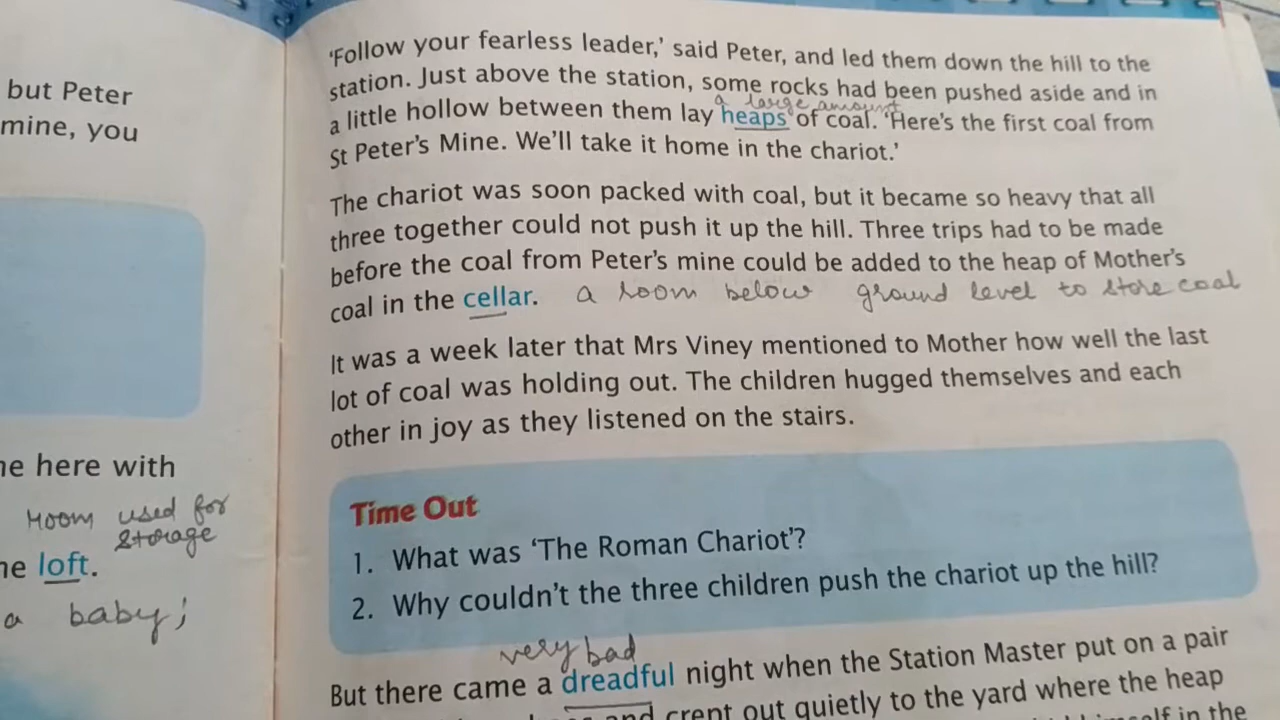 but Peter
mine, you
he here with
room used for
storage
he loft.
a baby;
'Follow your fearless leader,' said Peter, and led them down the hill to the
station. Just above the station, some rocks had been pushed aside and in
a large amount
a little hollow between them lay heaps of coal. 'Here's the first coal from
St Peter's Mine. We'll take it home in the chariot.'
The chariot was soon packed with coal, but it became so heavy that all
three together could not push it up the hill. Three trips had to be made
before the coal from Peter's mine could be added to the heap of Mother's
coal in the cellar. a room below ground level to store coal
It was a week later that Mrs Viney mentioned to Mother how well the last
lot of coal was holding out. The children hugged themselves and each
other in joy as they listened on the stairs.
Time Out
1. What was 'The Roman Chariot'?
2. Why couldn't the three children push the chariot up the hill?
very bad
But there came a dreadful night when the Station Master put on a pair
and crept out quietly to the yard where the heap
in the